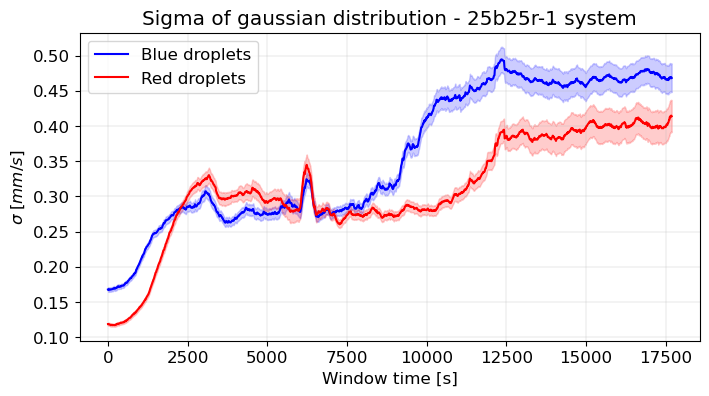 Sigma of gaussian distribution - 25b25r-1 system
Blue droplets
Red droplets
0.50
0.45
0.40
0.35
0.30
0.25
0.20
0.15
0.10
σ [mm/s]
0 2500 5000 7500 10000 12500 15000 17500
Window time [s]